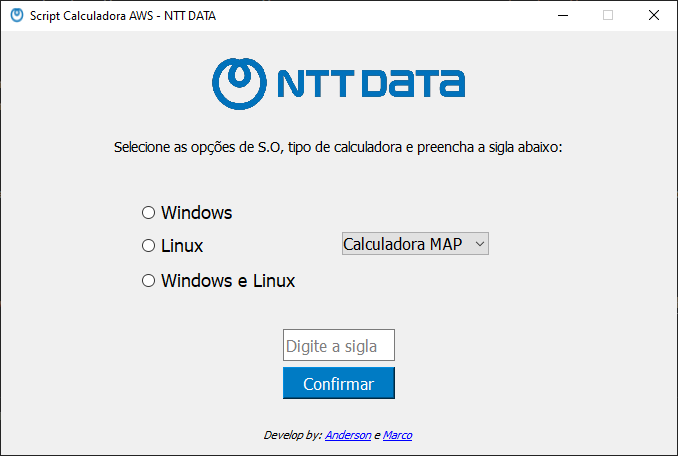 Script Calculadora AWS - NTT DATA
NTT DATA
Selecione as opções de S.O, tipo de calculadora e preencha a sigla abaixo:
Windows
Linux
Calculadora MAP
Windows e Linux
Digite a sigla
Confirmar
Develop by: Anderson e Marco